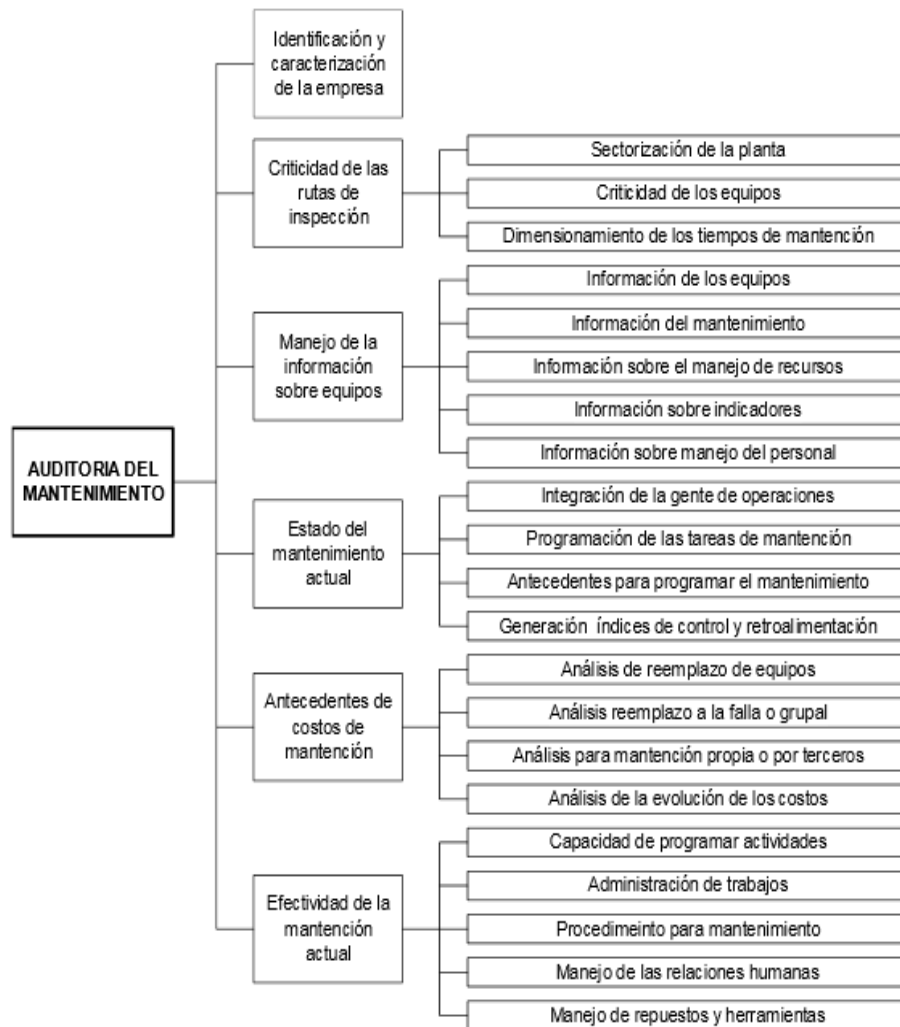 Identificación y
caracterización
de la empresa
Criticidad de las
rutas de
inspección
Sectorización de la planta
Criticidad de los equipos
Dimensionamiento de los tiempos de mantención
Manejo de la
información
sobre equipos
Información de los equipos
Información del mantenimiento
Información sobre el manejo de recursos
Información sobre indicadores
Información sobre manejo del personal
AUDITORIA DEL
MANTENIMIENTO
Estado del
mantenimiento
actual
Integración de la gente de operaciones
Programación de las tareas de mantención
Antecedentes para programar el mantenimiento
Generación índices de control y retroalimentación
Antecedentes de
costos de
mantención
Análisis de reemplazo de equipos
Análisis reemplazo a la falla o grupal
Análisis para mantención propia o por terceros
Análisis de la evolución de los costos
Efectividad de la
mantención
actual
Capacidad de programar actividades
Administración de trabajos
Procedimeinto para mantenimiento
Manejo de las relaciones humanas
Manejo de repuestos y herramientas